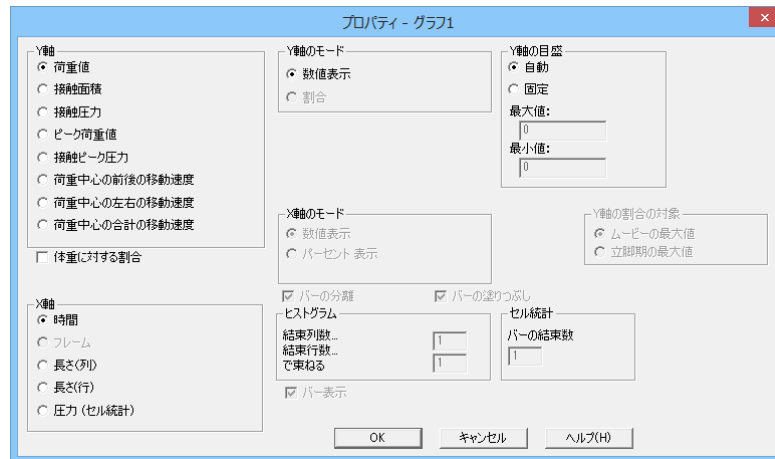 プロパティ - グラフ1
Y軸
荷重値
接触面積
接触圧力
ピーク荷重値
接触ピーク圧力
荷重中心の前後の移動速度
荷重中心の左右の移動速度
荷重中心の合計の移動速度
体重に対する割合
X軸
時間
フレーム
長さ(列)
長さ(行)
圧力 (セル統計)
Y軸のモード
数値表示
割合
Y軸の目盛
自動
固定
最大値:
0
最小値:
0
X軸のモード
数値表示
パーセント 表示
Y軸の割合の対象
ムービーの最大値
立脚期の最大値
バーの分離
バーの塗りつぶし
ヒストグラム
結束列数...
1
結束行数...
1
で束ねる
セル統計
バーの結束数
1
バー表示
OK
キャンセル
ヘルプ(H)